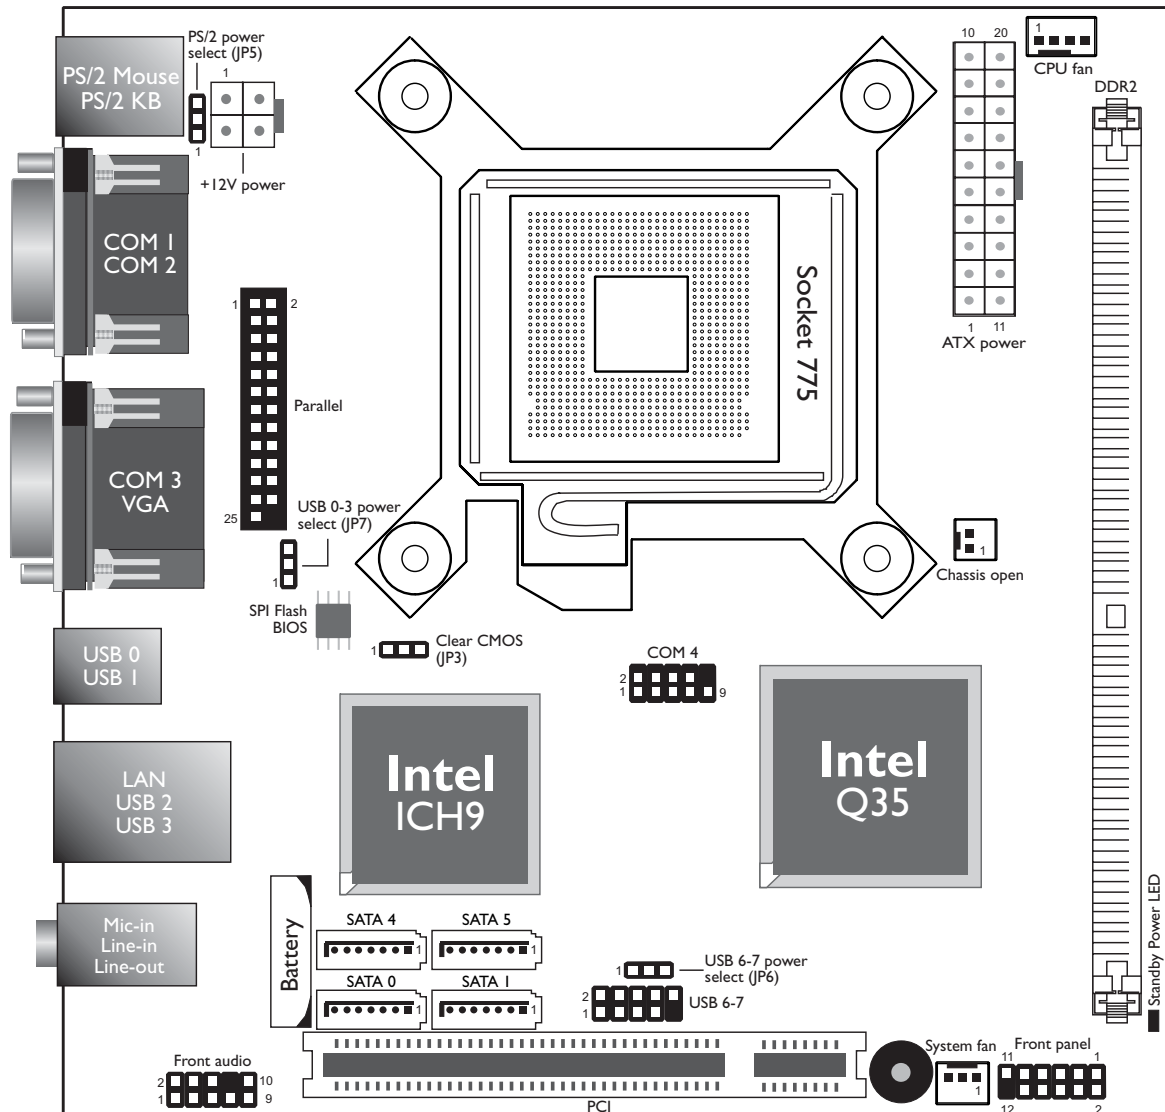 PS/2 power
select (JP5)
1
PS/2 Mouse
PS/2 KB
1
+12V power
10 20
1
CPU fan
DDR2
COM 1
COM 2
Socket 775
1 11
ATX power
1 2
Parallel
25
COM 3
VGA
USB 0-3 power
select (JP7)
1
1
Chassis open
SPI Flash
BIOS
1
Clear CMOS
(JP3)
COM 4
2
1 9
USB 0
USB 1
Intel
ICH9
Intel
Q35
LAN
USB 2
USB 3
Mic-in
Line-in
Line-out
Battery
SATA 4
1
SATA 5
1
SATA 0
1
SATA 1
1
1
USB 6-7 power
select (JP6)
2
1
USB 6-7
Standby Power LED
Front audio
2 10
1 9
PCI
System fan
1
Front panel
11 1
12 2